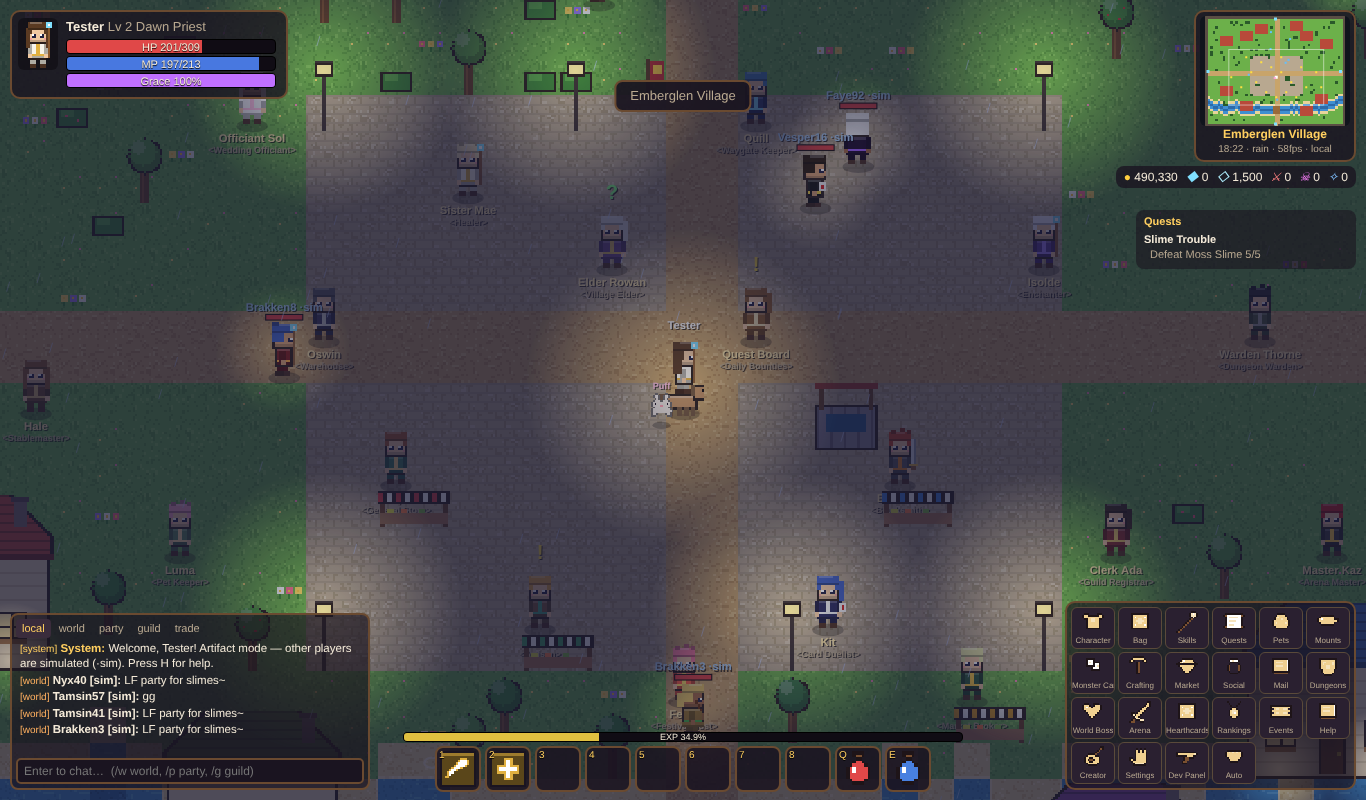 Tester Lv 2 Dawn Priest
HP 201/309
MP 197/213
Grace 100%
Emberglen Village
Emberglen Village
18:22 · rain · 58fps · local
490,330 0 1,500 0 0 0
Quests
Slime Trouble
Defeat Moss Slime 5/5
Faye92 ·sim
Vesper16 ·sim
Quill
<Waygate Keeper>
Officiant Sol
<Wedding Officiant>
Sister Mae
<Healer>
?
Elder Rowan
<Village Elder>
!
Isolde
<Enchanter>
Brakken8 ·sim
Oswin
<Warehouse>
Tester
Quest Board
<Daily Bounties>
Warden Thorne
<Dungeon Warden>
Puff
Hale
<Stablemaster>
Luma
<Pet Keeper>
!
Clerk Ada
<Guild Registrar>
Master Kaz
<Arena Master>
Kit
<Card Duelist>
Brakken3 ·sim
local world party guild trade
[system] System: Welcome, Tester! Artifact mode — other players
are simulated (·sim). Press H for help.
[world] Nyx40 [sim]: LF party for slimes~
[world] Tamsin57 [sim]: gg
[world] Tamsin41 [sim]: LF party for slimes~
[world] Brakken3 [sim]: LF party for slimes~
Enter to chat… (/w world, /p party, /g guild)
EXP 34.9%
1 2 3 4 5 6 7 8 Q E
Character Bag Skills Quests Pets Mounts
Monster Ca Crafting Market Social Mail Dungeons
World Boss Arena Hearthcards Rankings Events Help
Creator Settings Dev Panel Auto